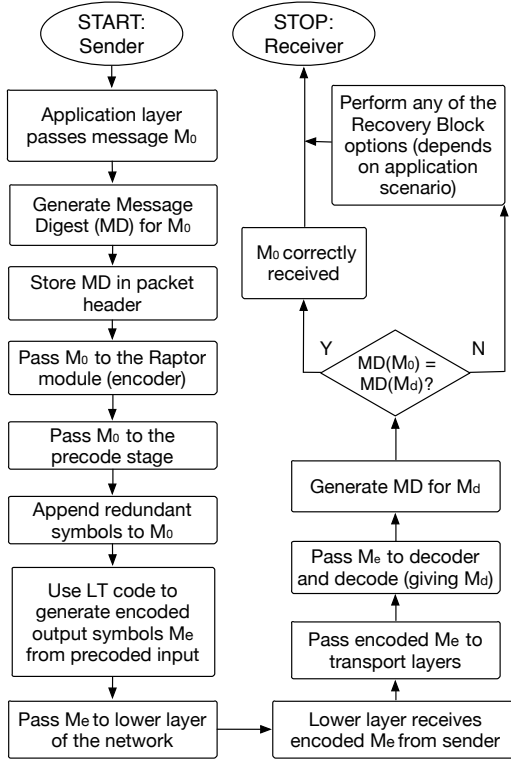 START:
Sender
Application layer
passes message M₀
Generate Message
Digest (MD) for M₀
Store MD in packet
header
Pass M₀ to the Raptor
module (encoder)
Pass M₀ to the
precode stage
Append redundant
symbols to M₀
Use LT code to
generate encoded
output symbols Mₑ
from precoded input
Pass Mₑ to lower layer
of the network
Lower layer receives
encoded Mₑ from sender
Pass encoded Mₑ to
transport layers
Pass Mₑ to decoder
and decode (giving Md)
Generate MD for Md
MD(M₀) =
MD(Md)?
Y
N
M₀ correctly
received
Perform any of the
Recovery Block
options (depends
on application
scenario)
STOP:
Receiver